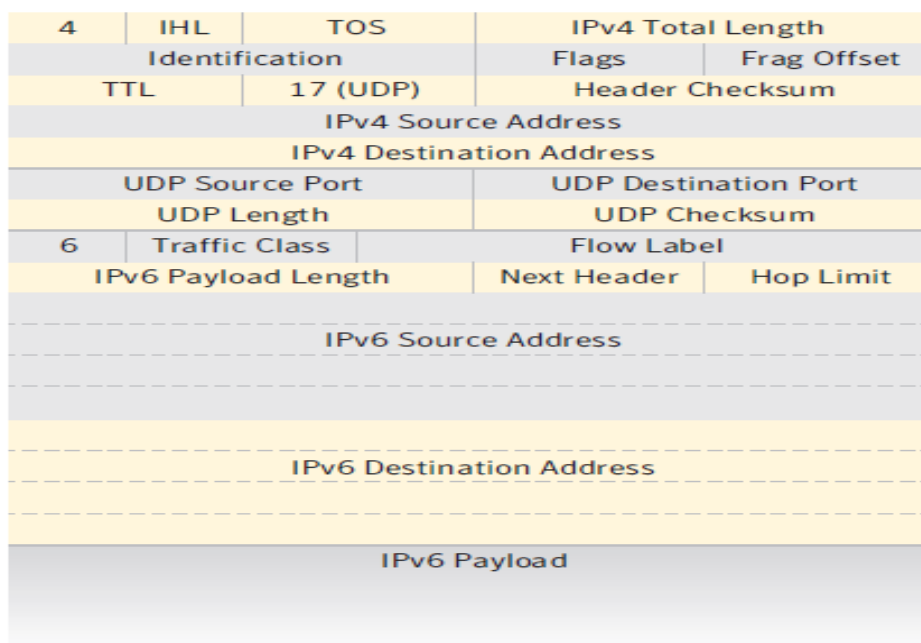 4 IHL TOS IPv4 Total Length
Identification Flags Frag Offset
TTL 17 (UDP) Header Checksum
IPv4 Source Address
IPv4 Destination Address
UDP Source Port UDP Destination Port
UDP Length UDP Checksum
6 Traffic Class Flow Label
IPv6 Payload Length Next Header Hop Limit
IPv6 Source Address
IPv6 Destination Address
IPv6 Payload